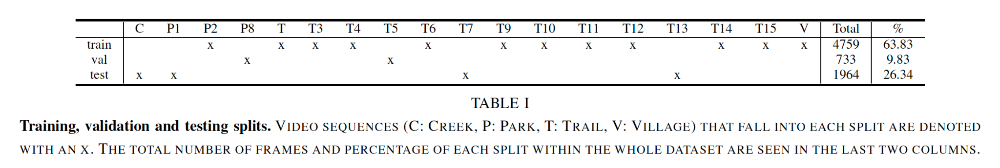 C P1 P2 P8 T T3 T4 T5 T6 T7 T9 T10 T11 T12 T13 T14 T15 V Total %
train x x x x x x x x x x x x 4759 63.83
val x x 733 9.83
test x x x x 1964 26.34
TABLE I
Training, validation and testing splits. VIDEO SEQUENCES (C: CREEK, P: PARK, T: TRAIL, V: VILLAGE) THAT FALL INTO EACH SPLIT ARE DENOTED
WITH AN X. THE TOTAL NUMBER OF FRAMES AND PERCENTAGE OF EACH SPLIT WITHIN THE WHOLE DATASET ARE SEEN IN THE LAST TWO COLUMNS.